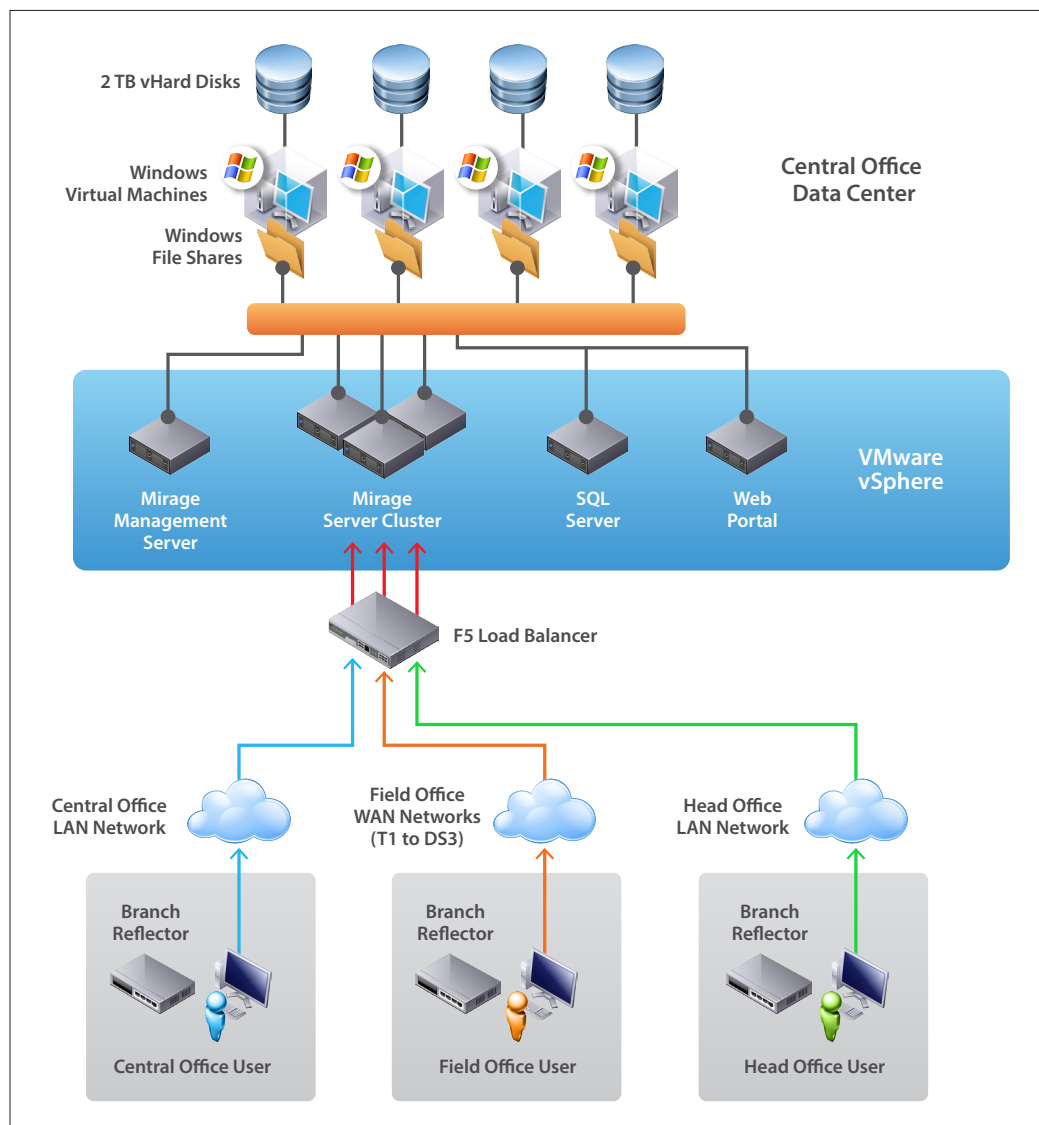 2 TB vHard Disks
Windows
Virtual Machines
Central Office
Data Center
Windows
File Shares
VMware
vSphere
Mirage
Management
Server
Mirage
Server Cluster
SQL
Server
Web
Portal
F5 Load Balancer
Central Office
LAN Network
Field Office
WAN Networks
(T1 to DS3)
Head Office
LAN Network
Branch
Reflector
Central Office User
Branch
Reflector
Field Office User
Branch
Reflector
Head Office User